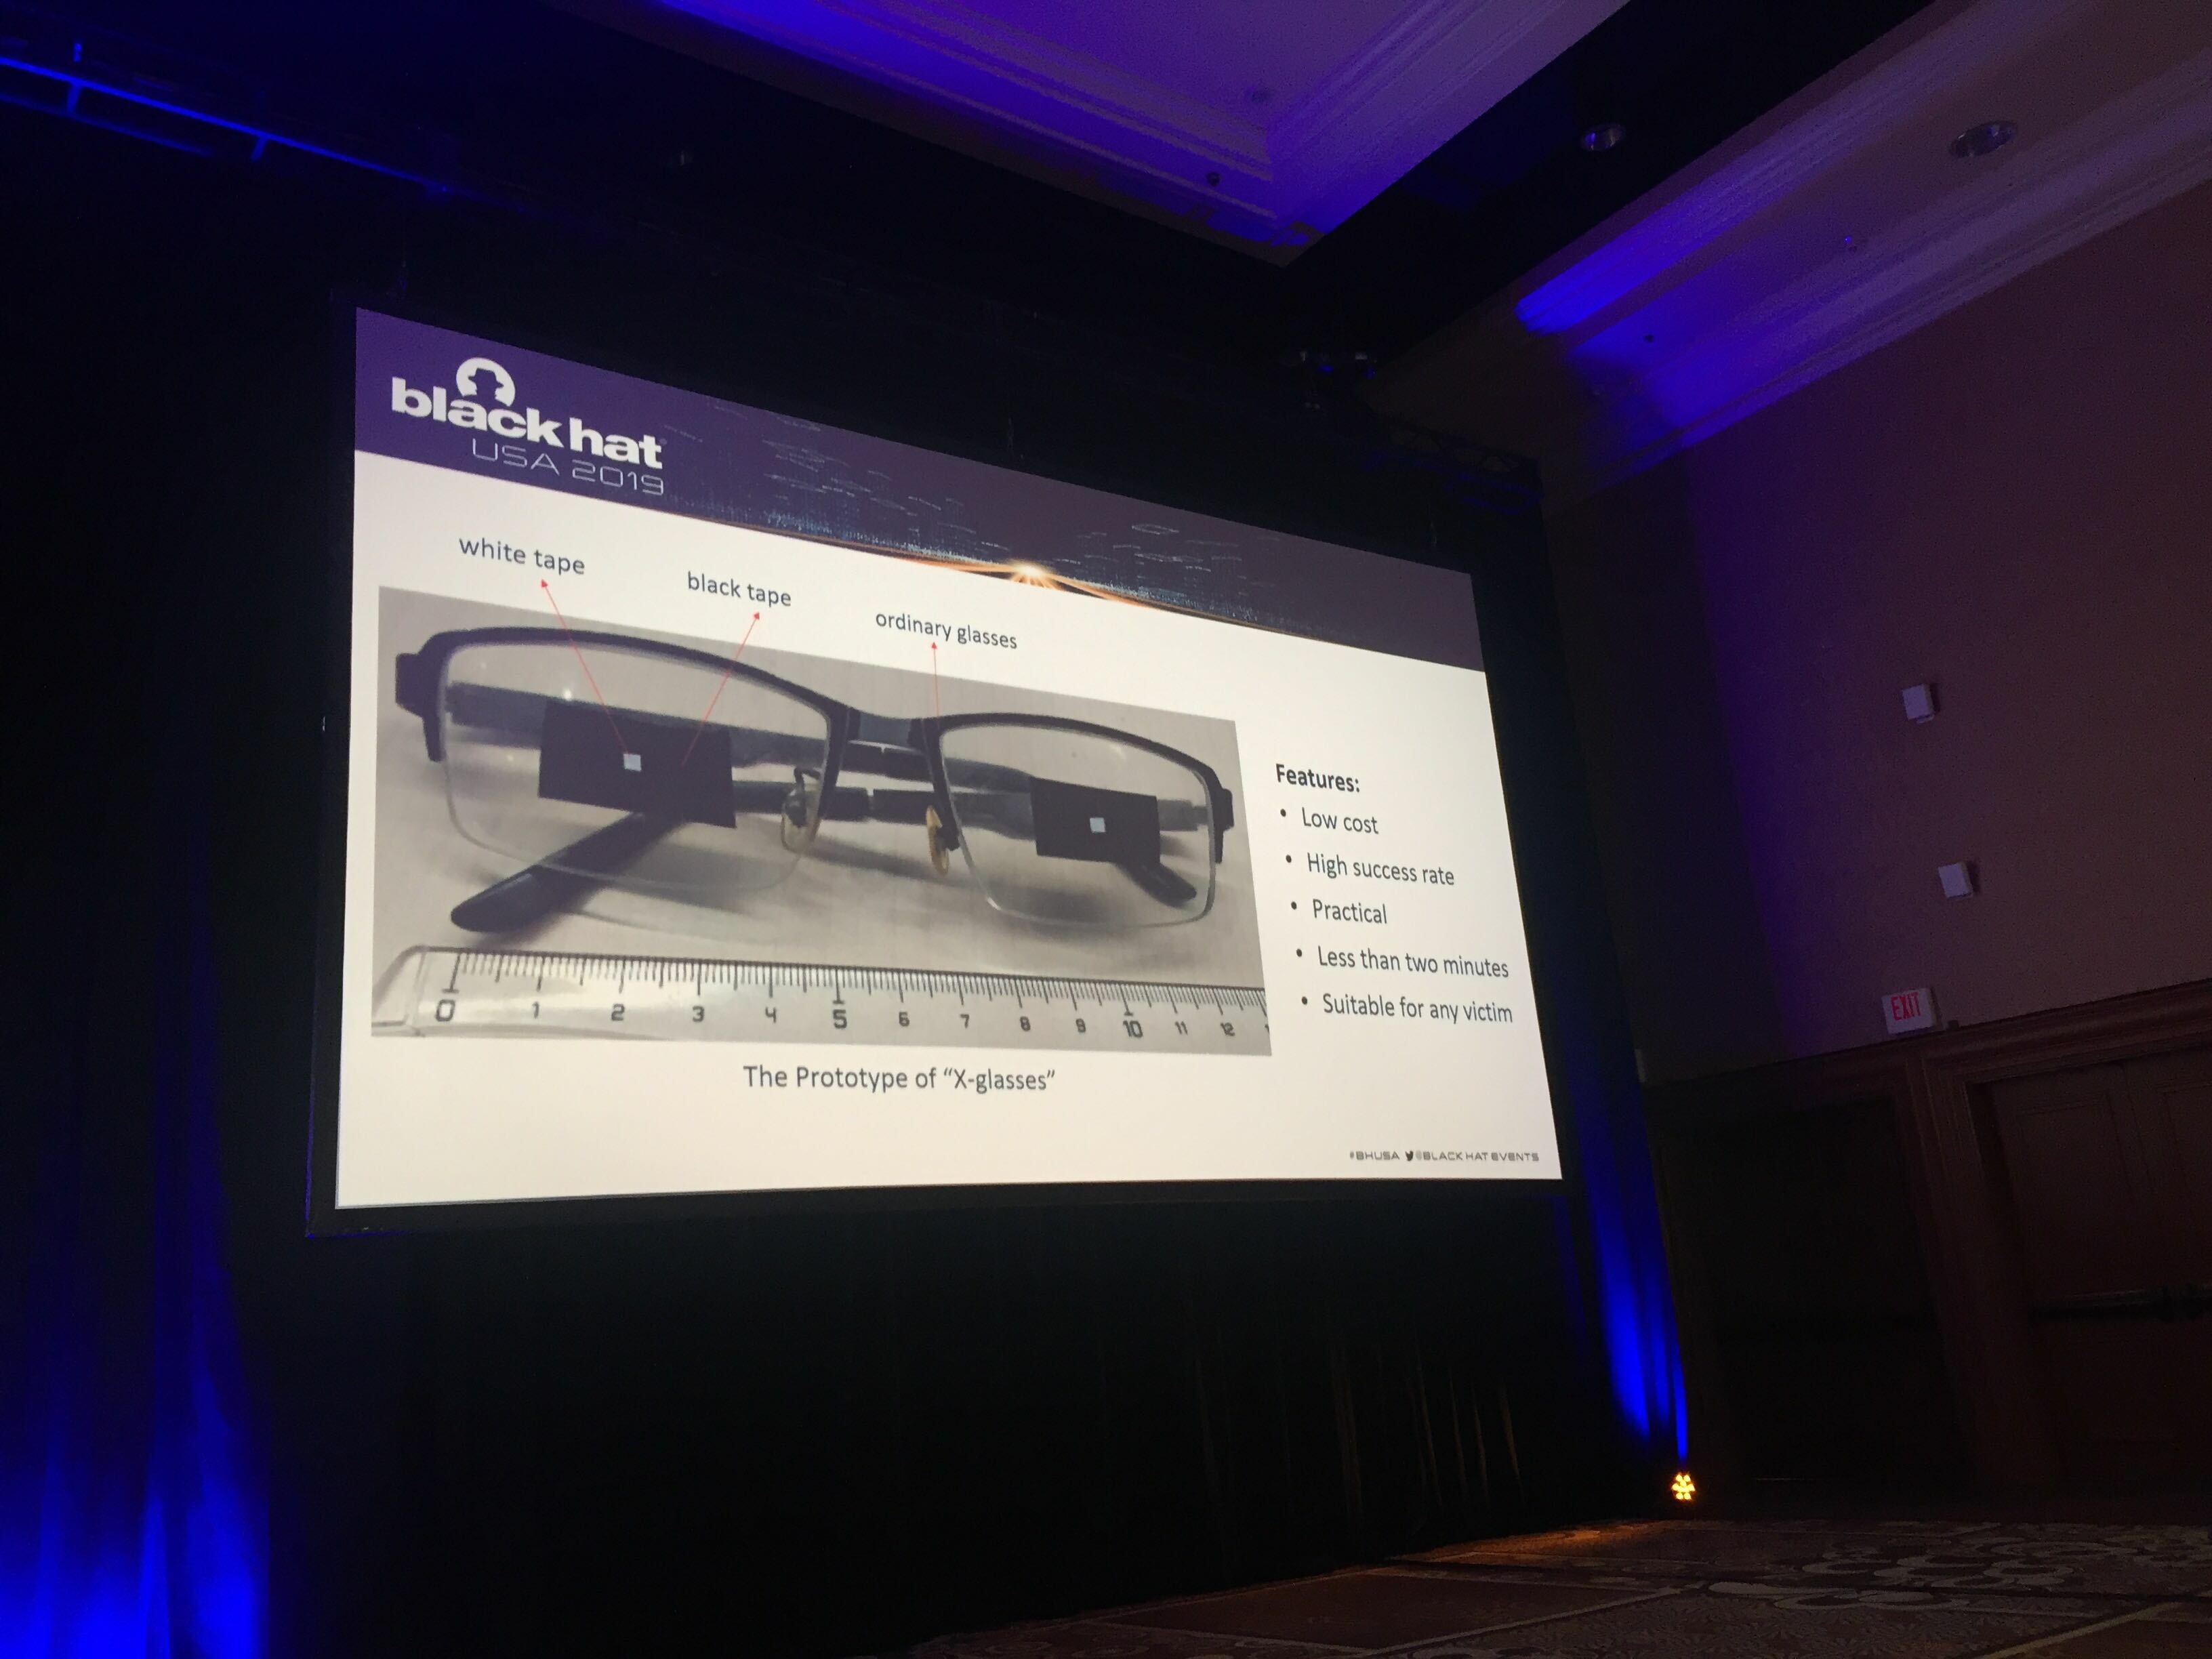 black hat
USA 2019
white tape
black tape
ordinary glasses
0 1 2 3 4 5 6 7 8 9 10 11 12
The Prototype of “X-glasses”
Features:
• Low cost
• High success rate
• Practical
• Less than two minutes
• Suitable for any victim
#BHUSA @BLACK HAT EVENTS
EXIT